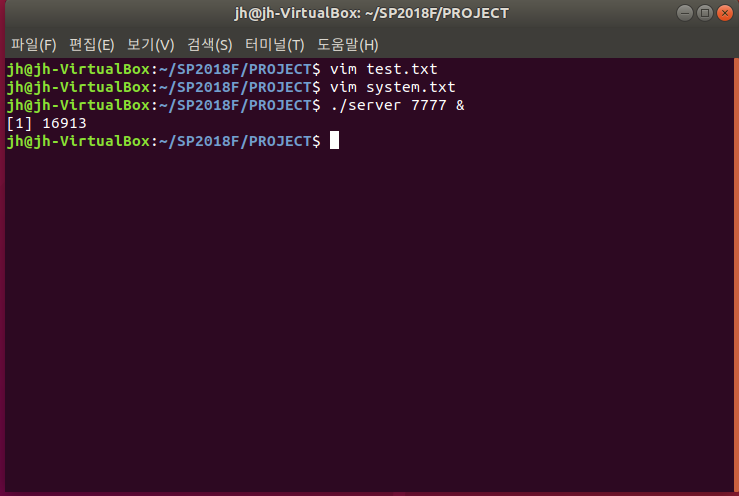 jh@jh-VirtualBox: ~/SP2018F/PROJECT
파일(F) 편집(E) 보기(V) 검색(S) 터미널(T) 도움말(H)
jh@jh-VirtualBox:~/SP2018F/PROJECT$ vim test.txt
jh@jh-VirtualBox:~/SP2018F/PROJECT$ vim system.txt
jh@jh-VirtualBox:~/SP2018F/PROJECT$ ./server 7777 &
[1] 16913
jh@jh-VirtualBox:~/SP2018F/PROJECT$